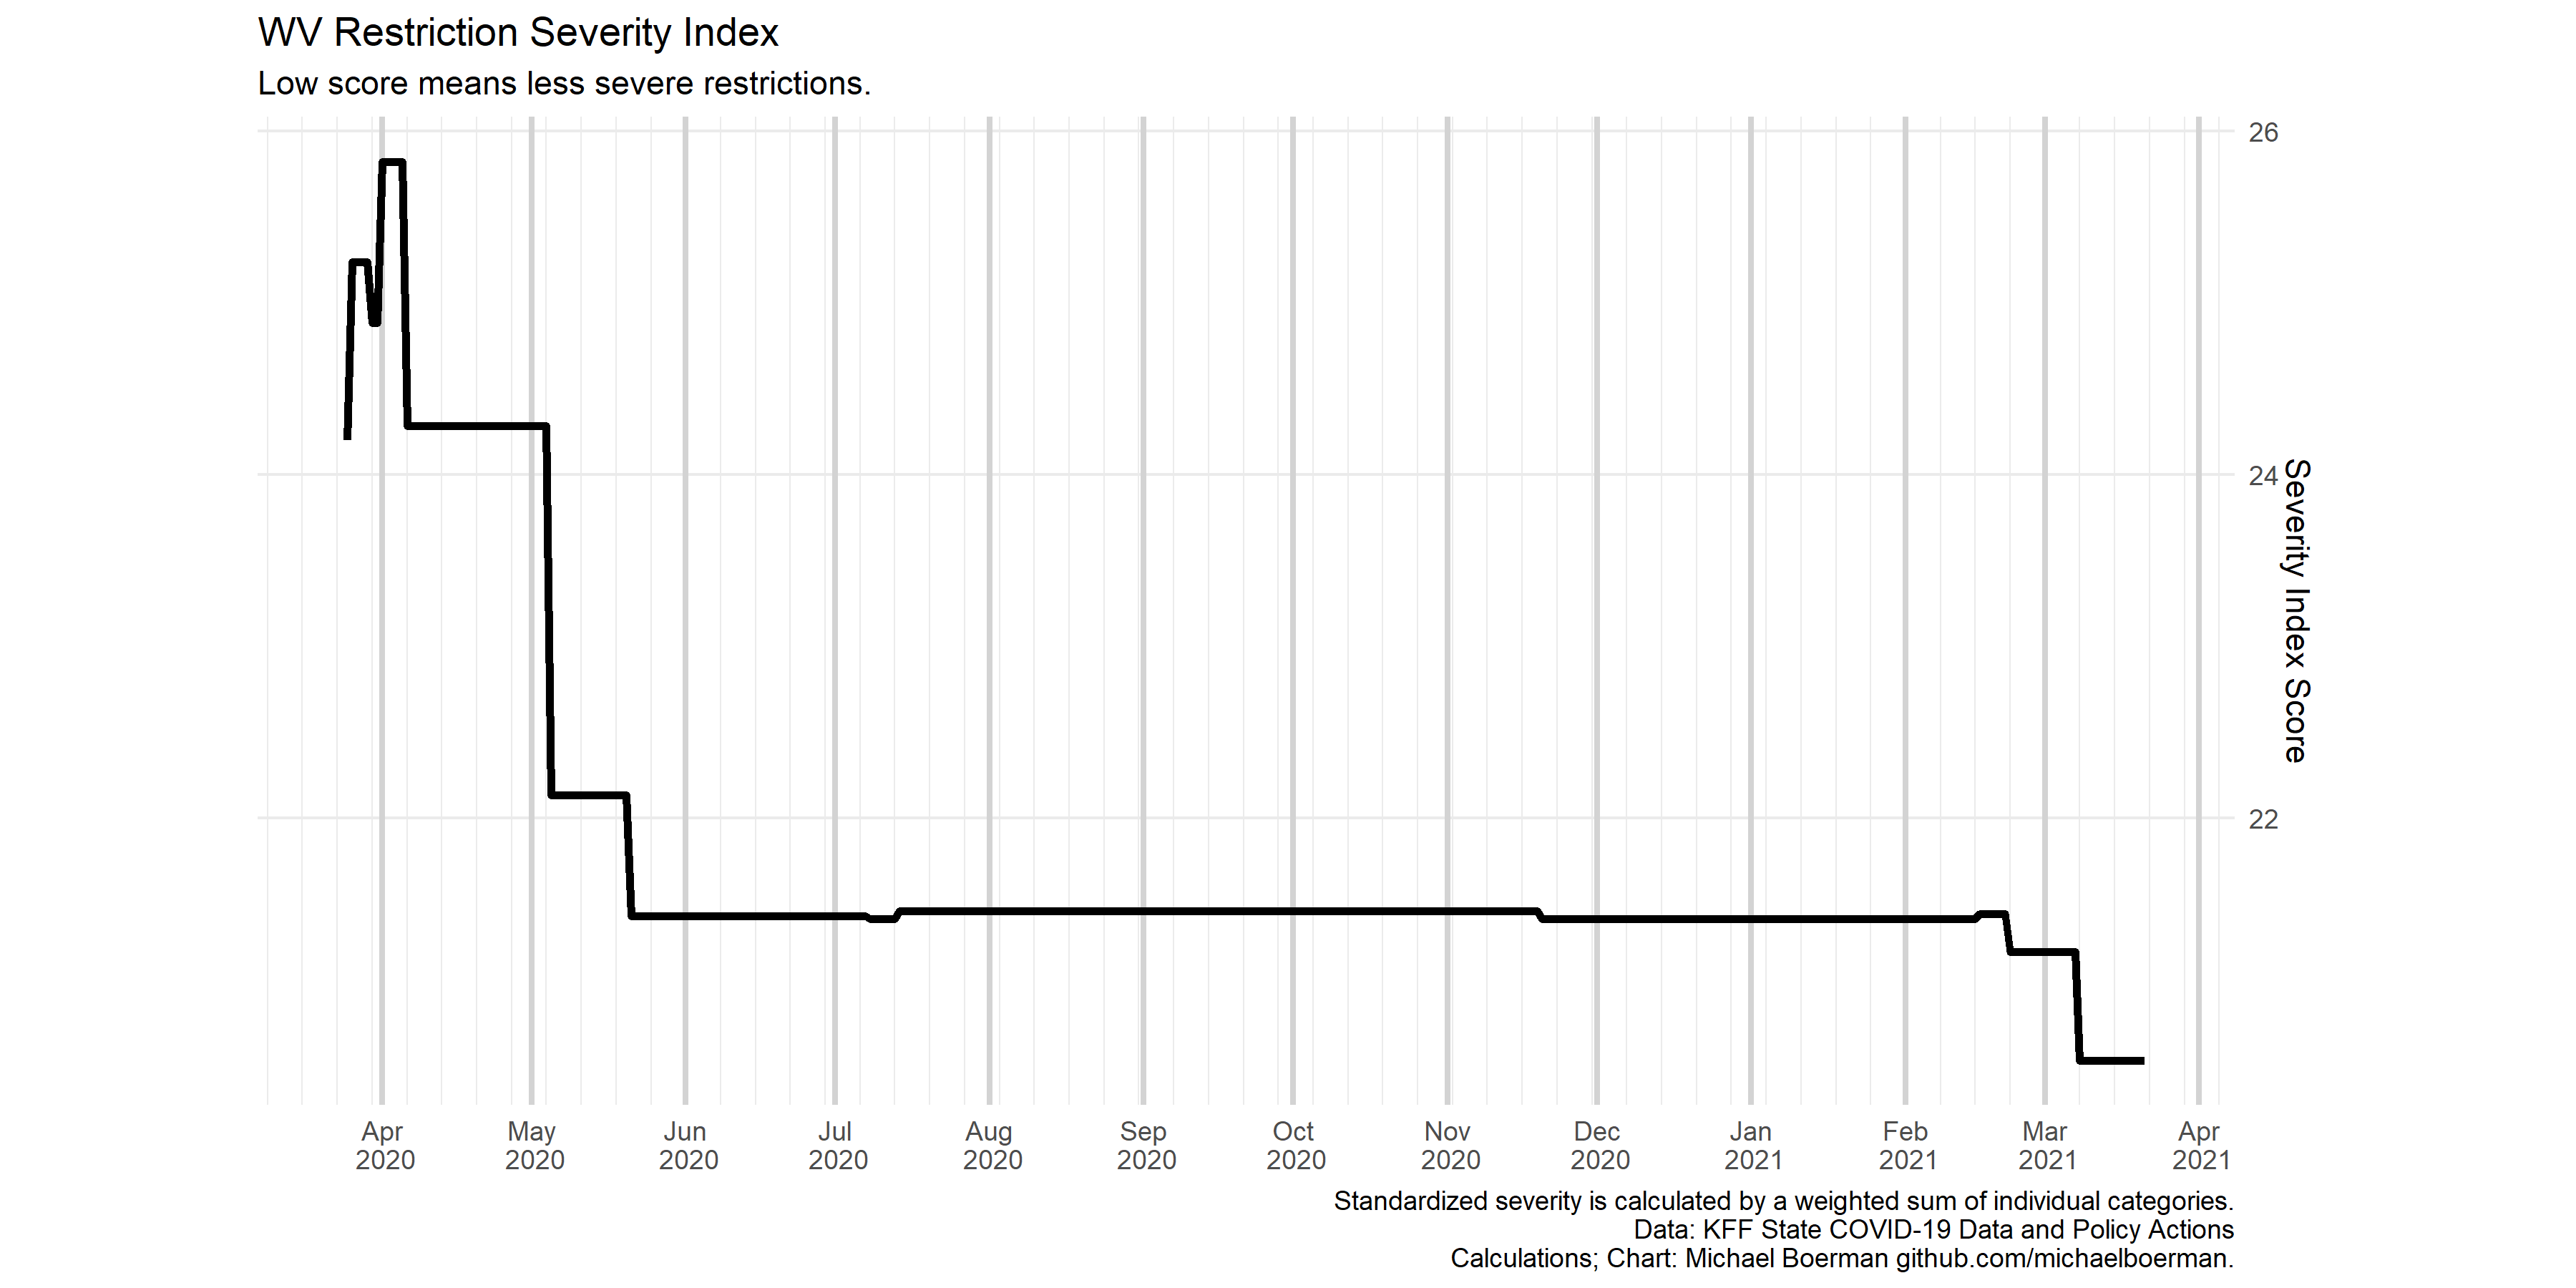 WV Restriction Severity Index
Low score means less severe restrictions.
26
24
22
Severity Index Score
Apr May Jun Jul Aug Sep Oct Nov Dec Jan Feb Mar Apr
2020 2020 2020 2020 2020 2020 2020 2020 2020 2021 2021 2021 2021
Standardized severity is calculated by a weighted sum of individual categories.
Data: KFF State COVID-19 Data and Policy Actions
Calculations; Chart: Michael Boerman github.com/michaelboerman.